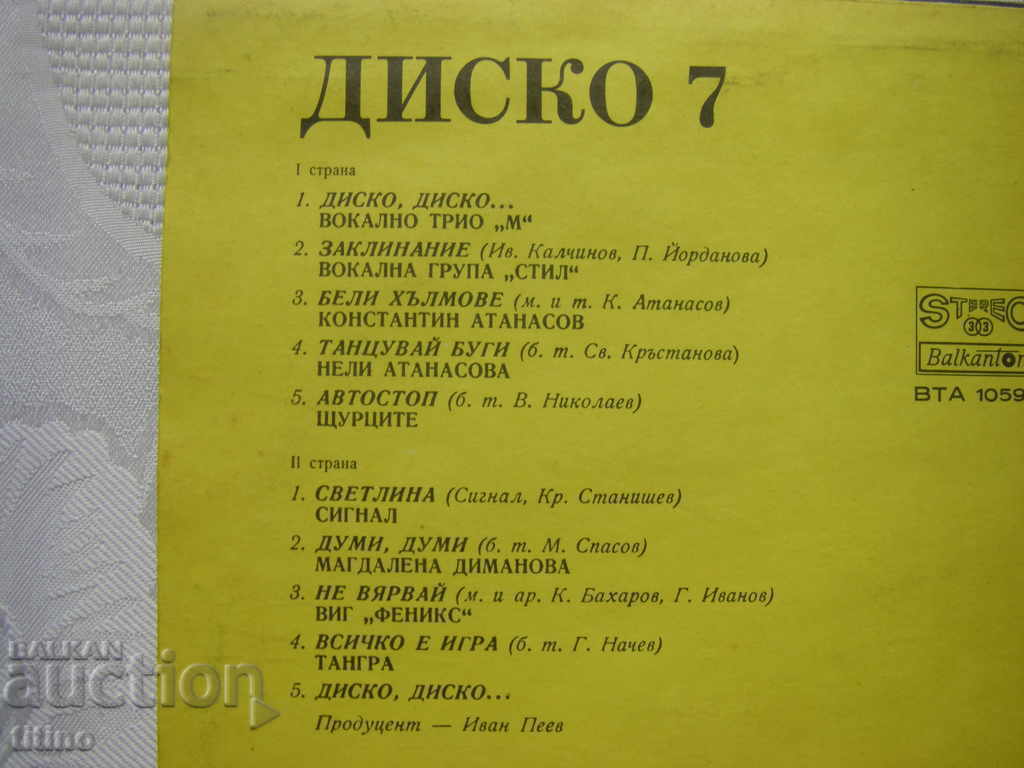 ДИСКО 7
I страна
1. ДИСКО, ДИСКО...
ВОКАЛНО ТРИО „М“
2. ЗАКЛИНАНИЕ (Ив. Калчинов, П. Йорданова)
ВОКАЛНА ГРУПА „СТИЛ“
3. БЕЛИ ХЪЛМОВЕ (м. и т. К. Атанасов)
КОНСТАНТИН АТАНАСОВ
4. ТАНЦУВАЙ БУГИ (б. т. Св. Кръстанова)
НЕЛИ АТАНАСОВА
5. АВТОСТОП (б. т. В. Николаев)
ЩУРЦИТЕ
II страна
1. СВЕТЛИНА (Сигнал, Кр. Станишев)
СИГНАЛ
2. ДУМИ, ДУМИ (б. т. М. Спасов)
МАГДАЛЕНА ДИМАНОВА
3. НЕ ВЯРВАЙ (м. и ар. К. Бахаров, Г. Иванов)
ВИГ „ФЕНИКС“
4. ВСИЧКО Е ИГРА (б. т. Г. Начев)
ТАНГРА
5. ДИСКО, ДИСКО...
Продуцент — Иван Пеев
STEREO
33
Balkanton
ВТА 1059
BALKAN
auction
titino